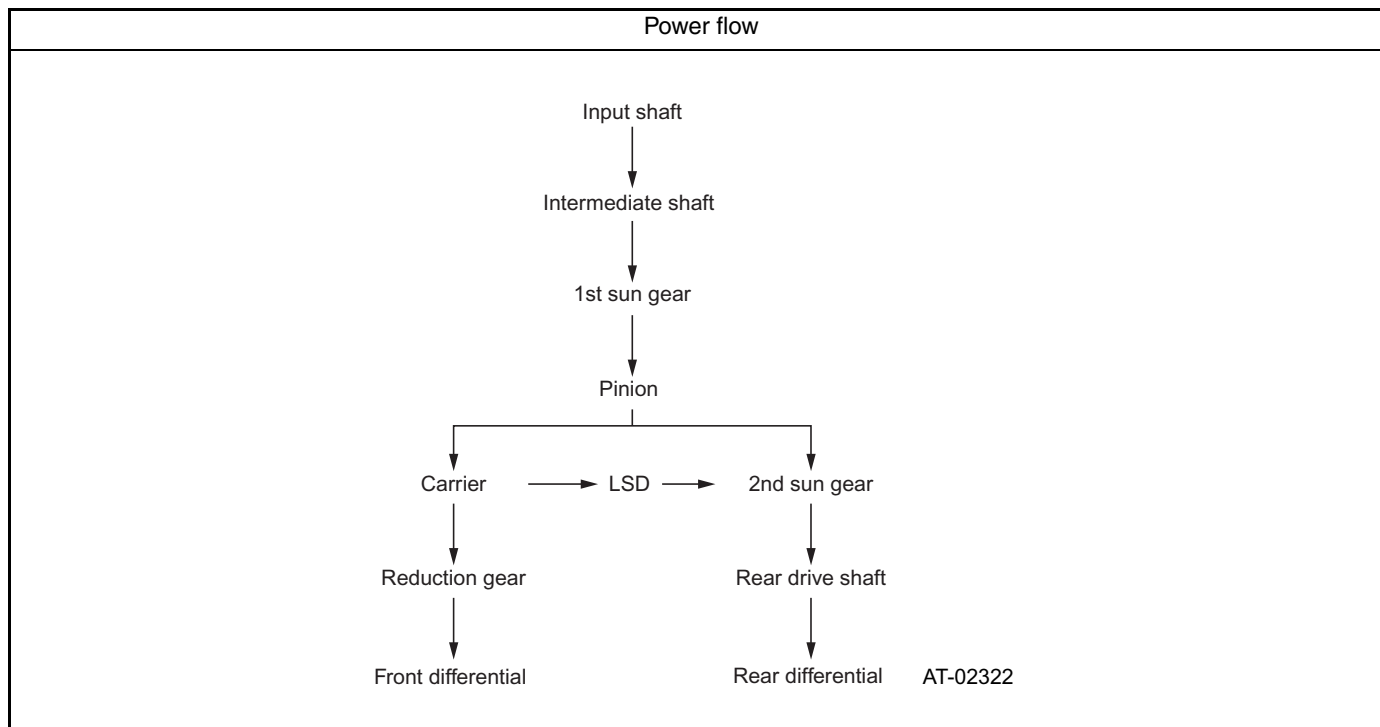 Power flow
Input shaft
Intermediate shaft
1st sun gear
Pinion
Carrier LSD 2nd sun gear
Reduction gear Rear drive shaft
Front differential Rear differential AT-02322